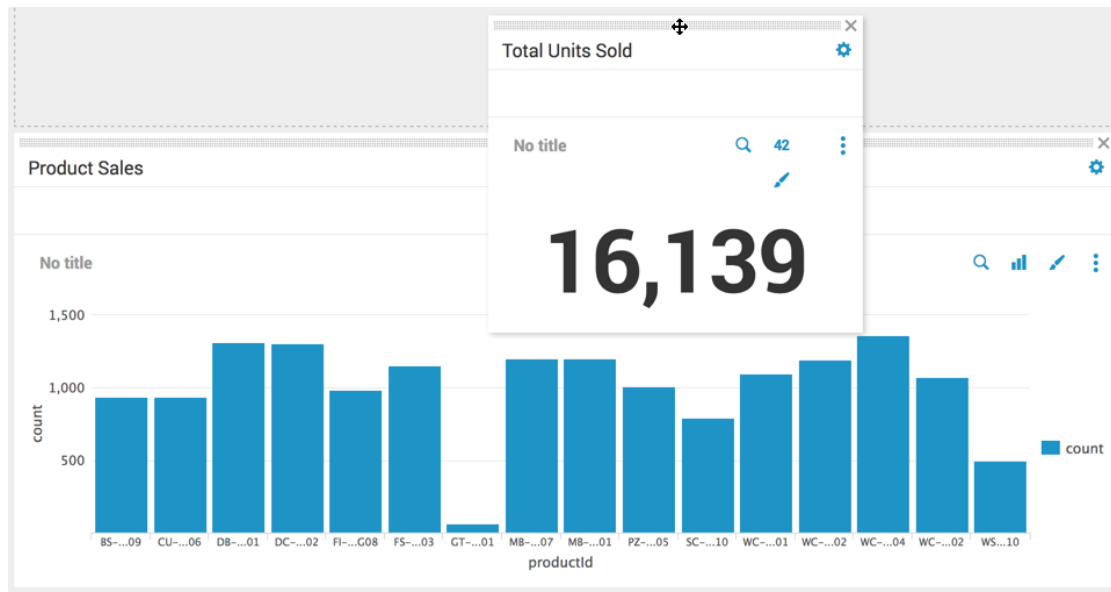 Total Units Sold
No title
42
16,139
Product Sales
No title
1,500
1,000
500
count
BS-...09 CU-...06 DB-...01 DC-...02 FI-...G08 FS-...03 GT-...01 MB-...07 MB-...01 PZ-...05 SC-...10 WC-...01 WC-...02 WC-...04 WC-...02 WS...10
productId
count